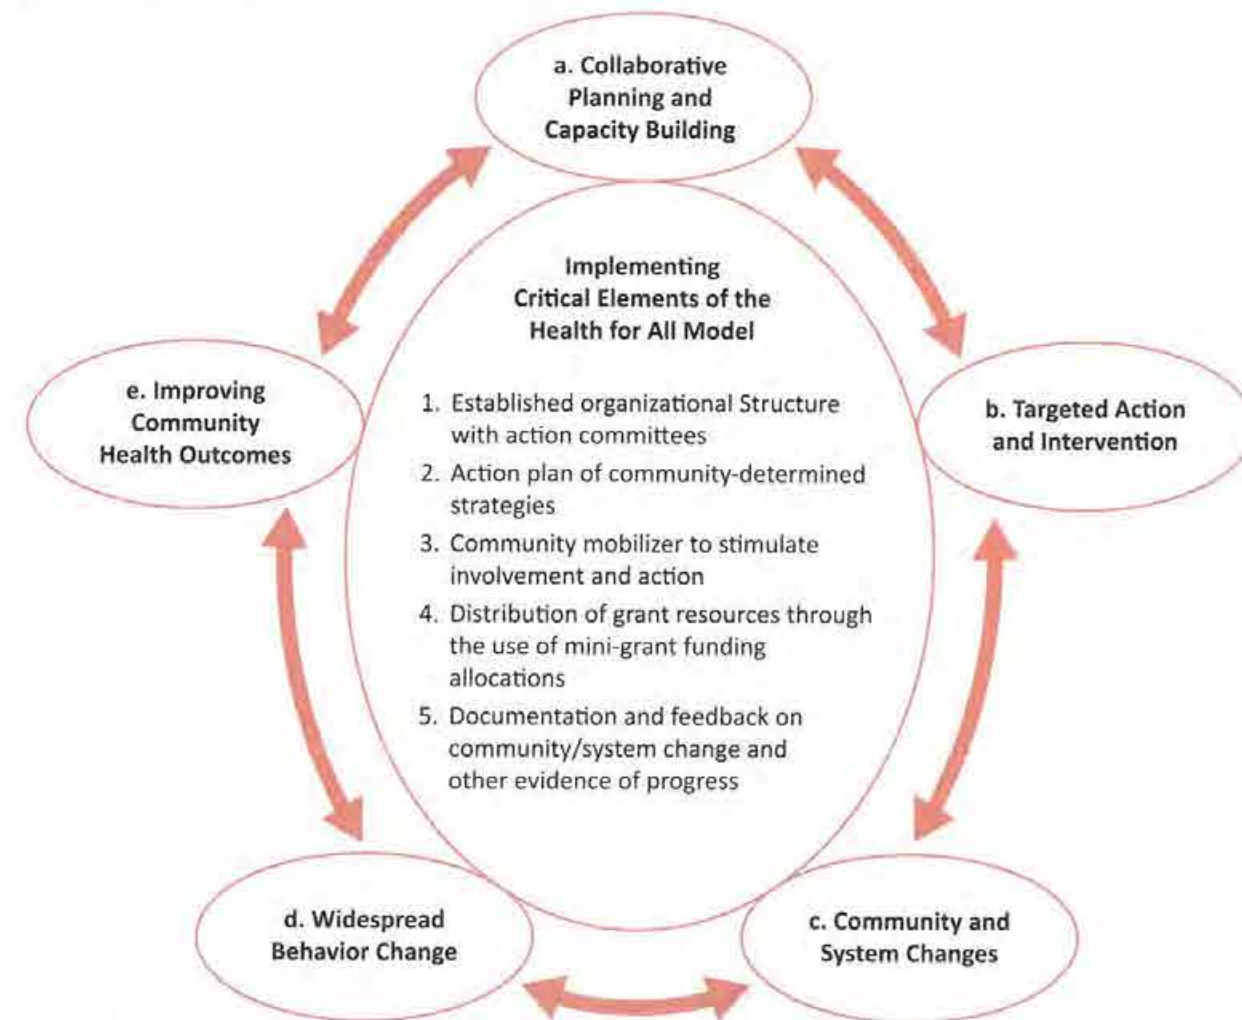 a. Collaborative
Planning and
Capacity Building
Implementing
Critical Elements of the
Health for All Model
e. Improving
Community
Health Outcomes
b. Targeted Action
and Intervention
1. Established organizational Structure
with action committees
2. Action plan of community-determined
strategies
3. Community mobilizer to stimulate
involvement and action
4. Distribution of grant resources through
the use of mini-grant funding
allocations
5. Documentation and feedback on
community/system change and
other evidence of progress
d. Widespread
Behavior Change
c. Community and
System Changes